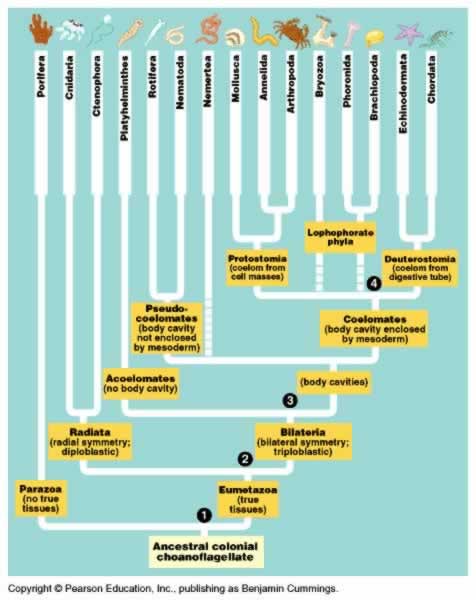 Porifera
Cnidaria
Ctenophora
Platyhelminthes
Rotifera
Nematoda
Nemertea
Mollusca
Annelida
Arthropoda
Bryozoa
Phoronida
Brachiopoda
Echinodermata
Chordata
Lophophorate
phyla
Protostomia
(coelom from
cell masses)
Deuterostomia
(coelom from
digestive tube)
4
Pseudo-
coelomates
(body cavity
not enclosed
by mesoderm)
Coelomates
(body cavity enclosed
by mesoderm)
Acoelomates
(no body cavity)
(body cavities)
3
Radiata
(radial symmetry;
diploblastic)
Bilateria
(bilateral symmetry;
triploblastic)
2
Parazoa
(no true
tissues)
Eumetazoa
(true
tissues)
1
Ancestral colonial
choanoflagellate
Copyright © Pearson Education, Inc., publishing as Benjamin Cummings.